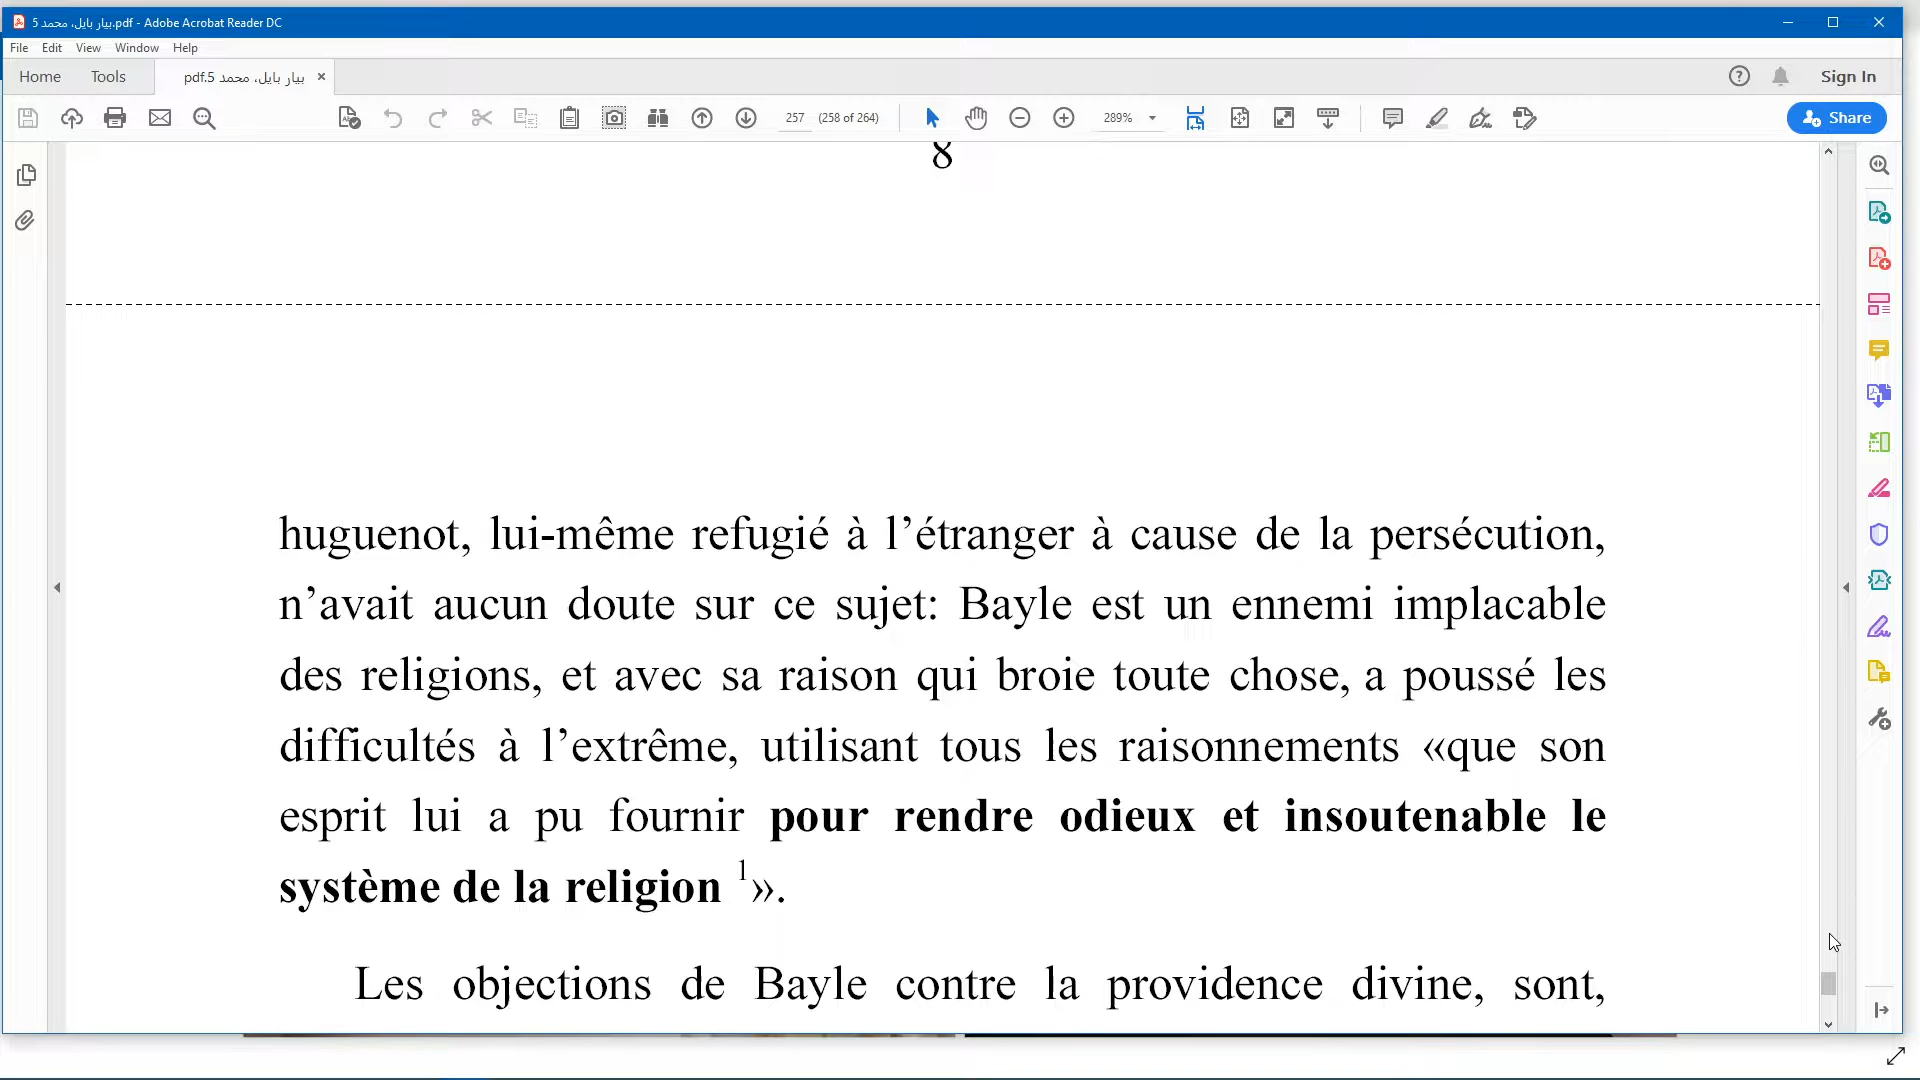 بيار بايل، محمد 5.pdf - Adobe Acrobat Reader DC
File Edit View Window Help
Home Tools بيار بايل، محمد 5.pdf × Sign In
257 (258 of 264) 289% Share
8
huguenot, lui-même refugié à l’étranger à cause de la persécution,
n’avait aucun doute sur ce sujet: Bayle est un ennemi implacable
des religions, et avec sa raison qui broie toute chose, a poussé les
difficultés à l’extrême, utilisant tous les raisonnements «que son
esprit lui a pu fournir pour rendre odieux et insoutenable le
système de la religion 1».
Les objections de Bayle contre la providence divine, sont,